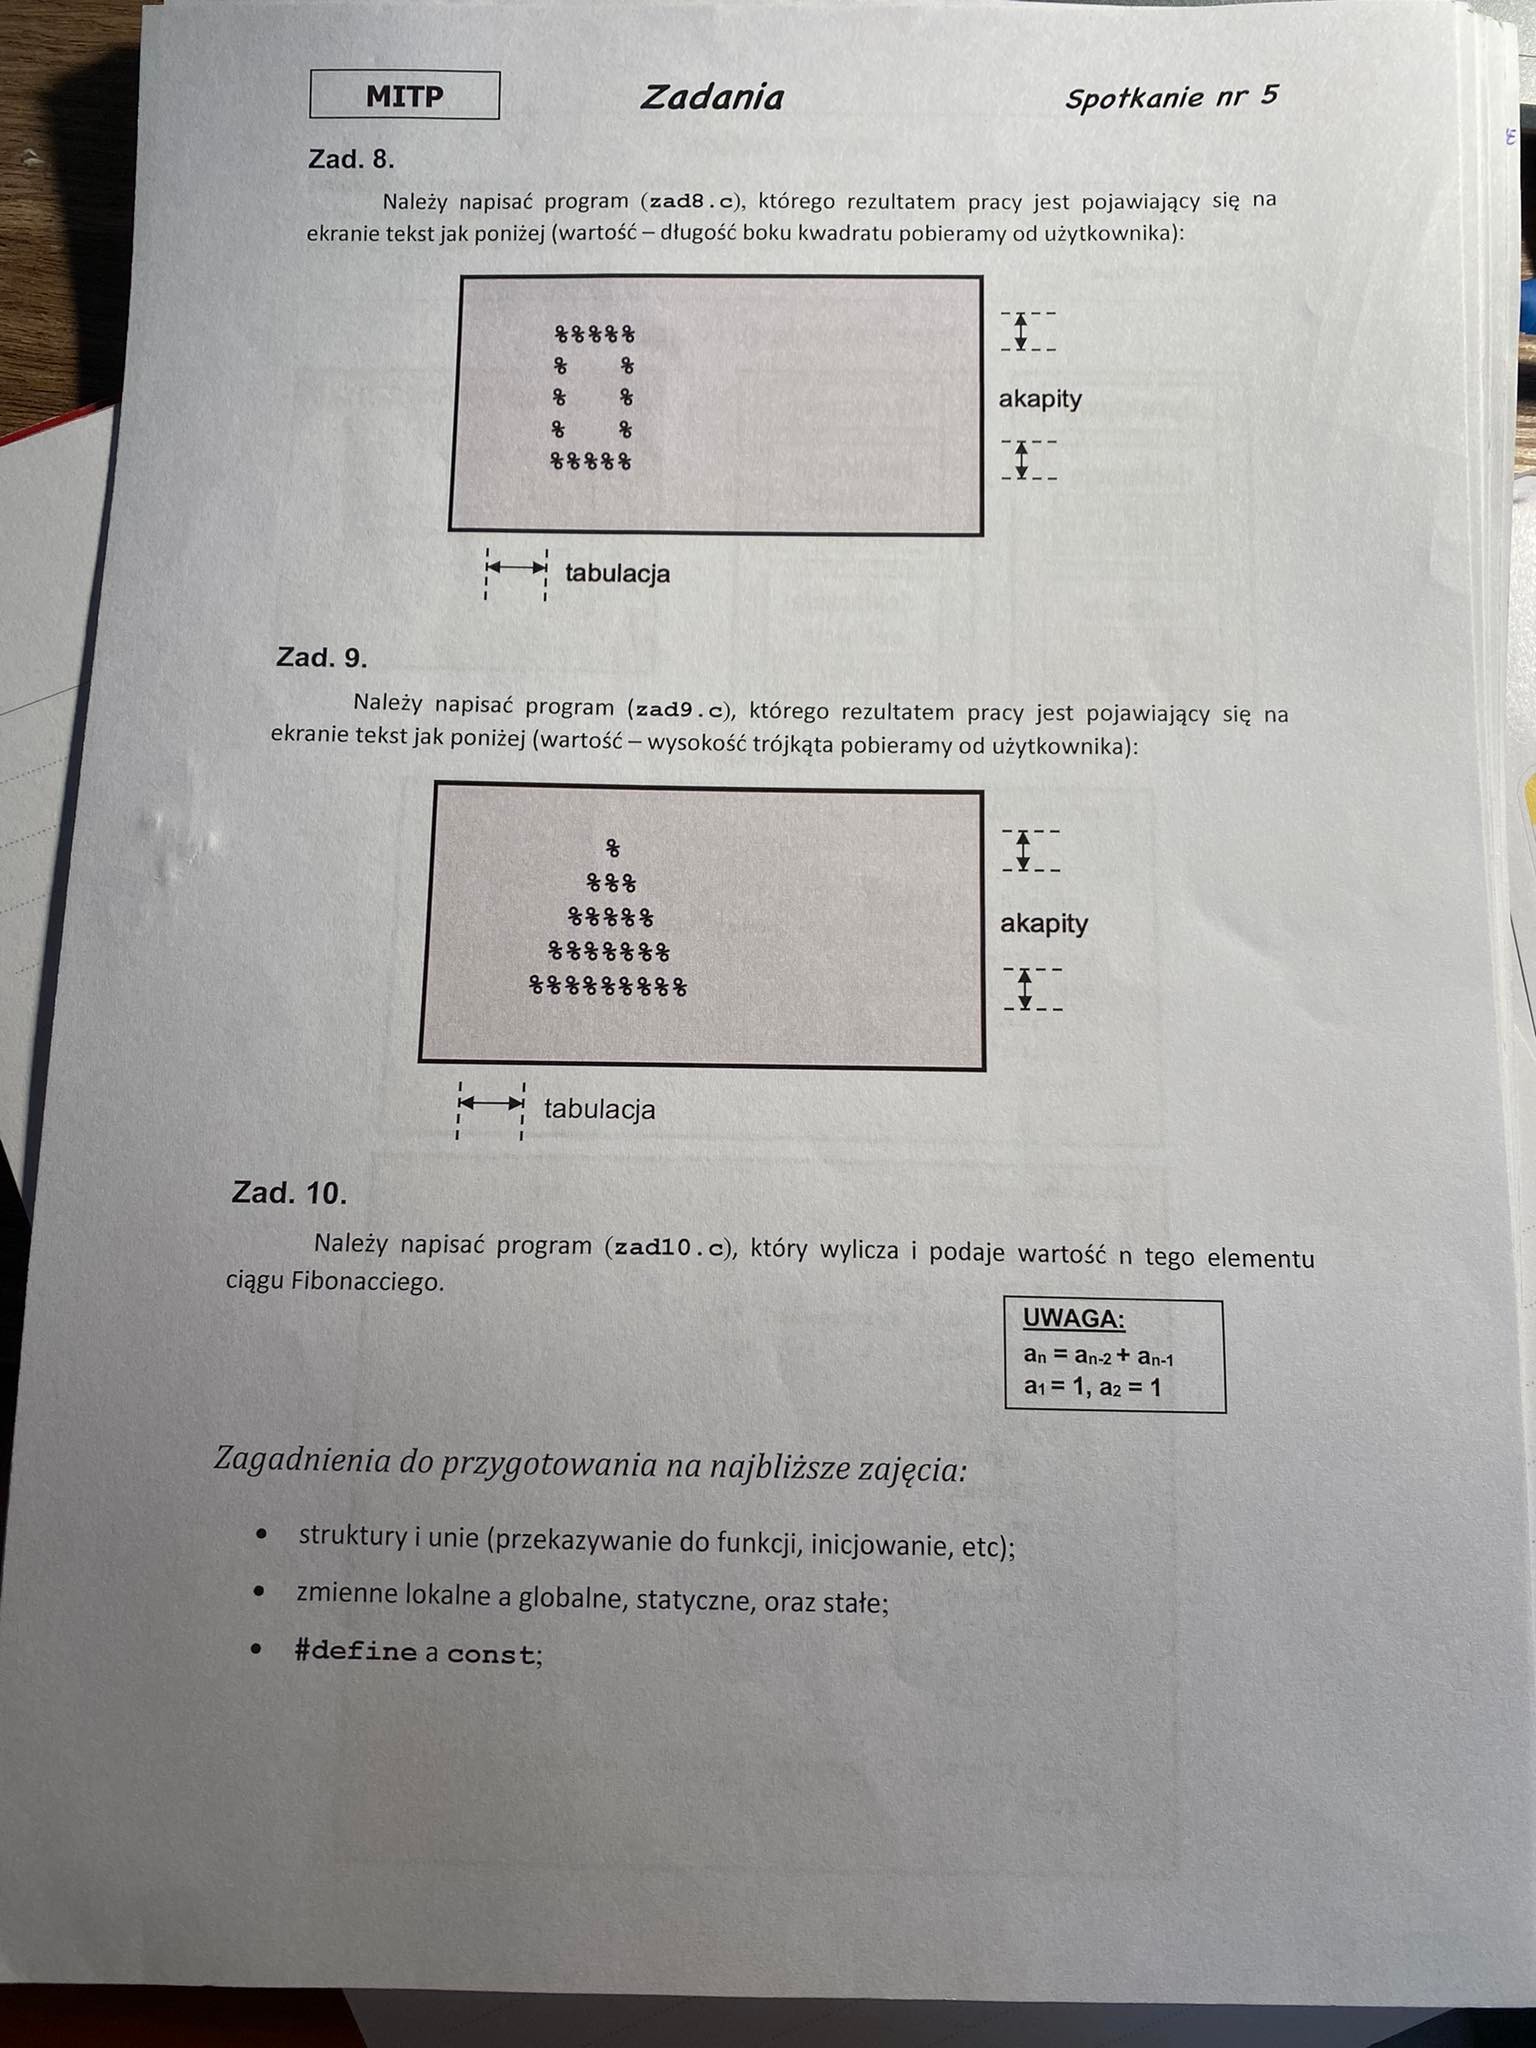 MITP Zadania Spotkanie nr 5
Zad. 8.
Należy napisać program (zad8.c), którego rezultatem pracy jest pojawiający się na
ekranie tekst jak poniżej (wartość – długość boku kwadratu pobieramy od użytkownika):
%%%%%
%   %
%   % akapity
%   %
%%%%%
tabulacja
Zad. 9.
Należy napisać program (zad9.c), którego rezultatem pracy jest pojawiający się na
ekranie tekst jak poniżej (wartość – wysokość trójkąta pobieramy od użytkownika):
%
%%%
%%%%% akapity
%%%%%%%
%%%%%%%%%
tabulacja
Zad. 10.
Należy napisać program (zad10.c), który wylicza i podaje wartość n tego elementu
ciągu Fibonacciego.
UWAGA:
an = an-2 + an-1
a1 = 1, a2 = 1
Zagadnienia do przygotowania na najbliższe zajęcia:
• struktury i unie (przekazywanie do funkcji, inicjowanie, etc);
• zmienne lokalne a globalne, statyczne, oraz stałe;
• #define a const;